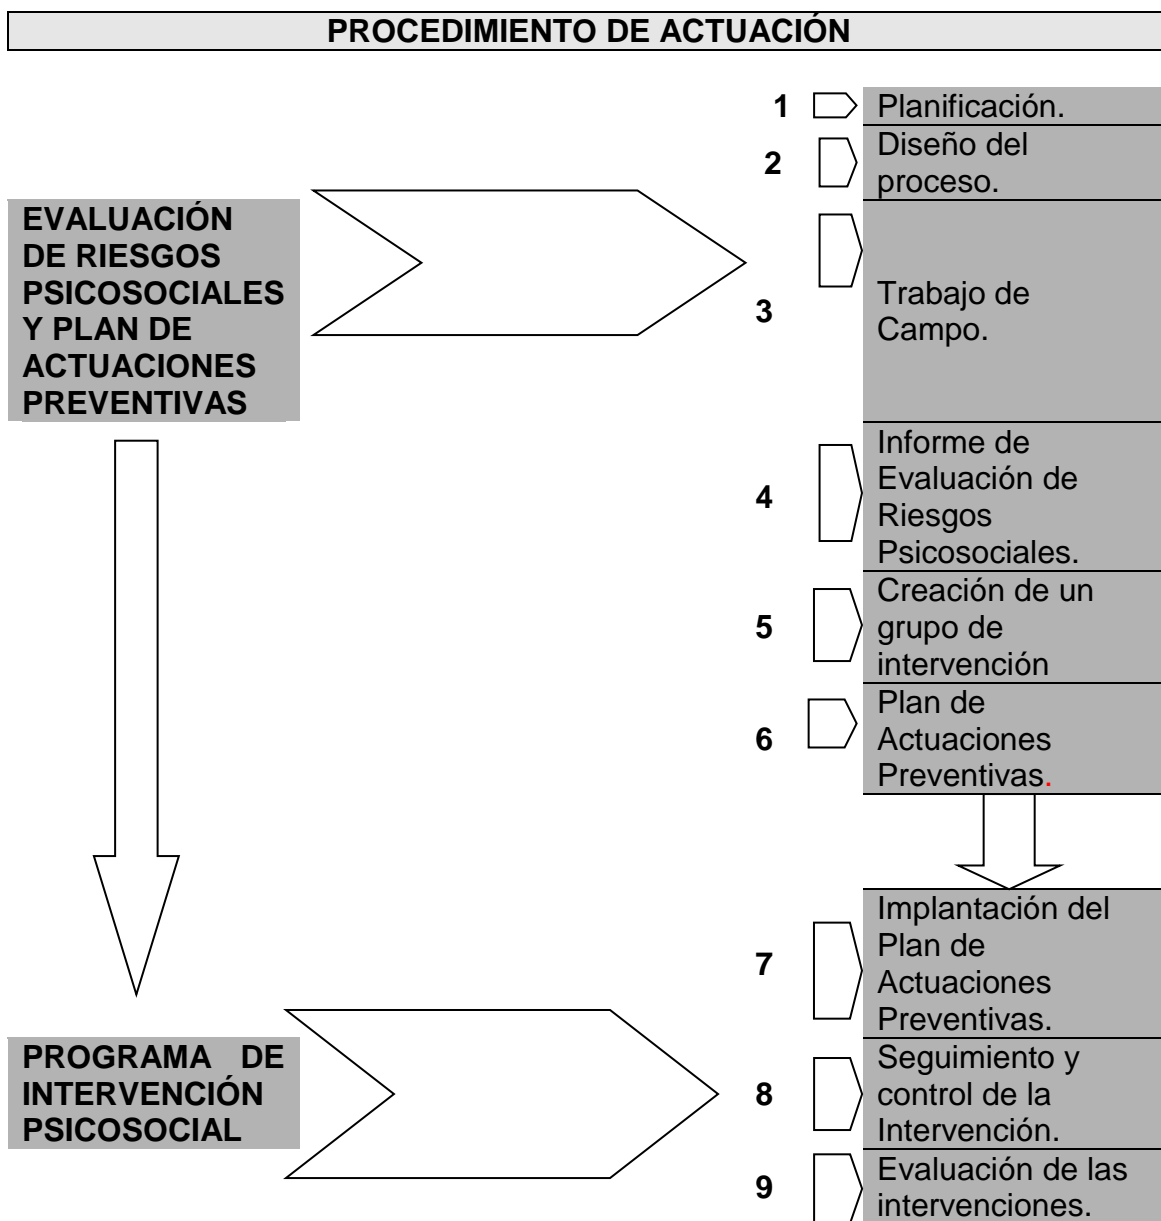 PROCEDIMIENTO DE ACTUACIÓN
EVALUACIÓN
DE RIESGOS
PSICOSOCIALES
Y PLAN DE
ACTUACIONES
PREVENTIVAS
1
Planificación.
2
Diseño del
proceso.
3
Trabajo de
Campo.
4
Informe de
Evaluación de
Riesgos
Psicosociales.
5
Creación de un
grupo de
intervención
6
Plan de
Actuaciones
Preventivas.
PROGRAMA DE
INTERVENCIÓN
PSICOSOCIAL
7
Implantación del
Plan de
Actuaciones
Preventivas.
8
Seguimiento y
control de la
Intervención.
9
Evaluación de las
intervenciones.